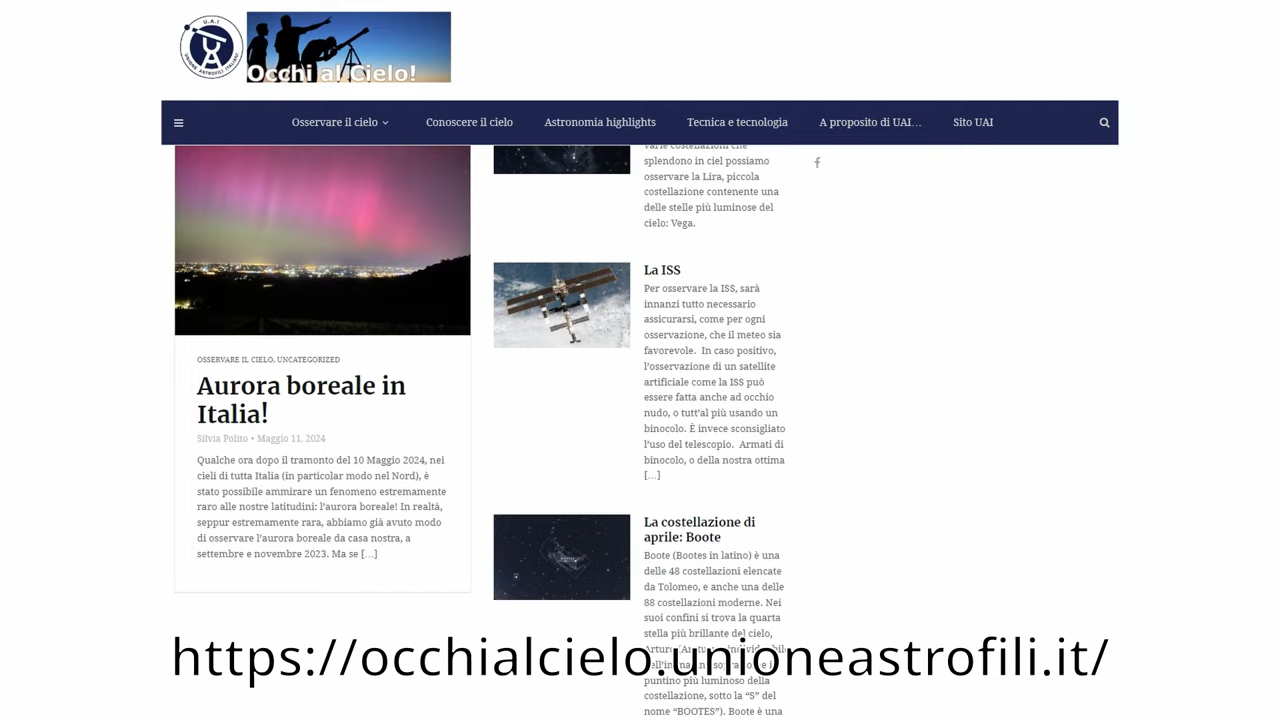 U.A.I
UNIONE ASTROFILI ITALIANI
Occhi al Cielo!
Osservare il cielo
Conoscere il cielo
Astronomia highlights
Tecnica e tecnologia
A proposito di UAI…
Sito UAI
OSSERVARE IL CIELO, UNCATEGORIZED
Aurora boreale in
Italia!
Silvia Polito • Maggio 11, 2024
Qualche ora dopo il tramonto del 10 Maggio 2024, nei
cieli di tutta Italia (in particolar modo nel Nord), è
stato possibile ammirare un fenomeno estremamente
raro alle nostre latitudini: l’aurora boreale! In realtà,
seppur estremamente rara, abbiamo già avuto modo
di osservare l’aurora boreale da casa nostra, a
settembre e novembre 2023. Ma se […]
varie costellazioni che
splendono in ciel possiamo
osservare la Lira, piccola
costellazione contenente una
delle stelle più luminose del
cielo: Vega.
La ISS
Per osservare la ISS, sarà
innanzi tutto necessario
assicurarsi, come per ogni
osservazione, che il meteo sia
favorevole. In caso positivo,
l’osservazione di un satellite
artificiale come la ISS può
essere fatta anche ad occhio
nudo, o tutt’al più usando un
binocolo. È invece sconsigliato
l’uso del telescopio. Armati di
binocolo, o della nostra ottima
[…]
La costellazione di
aprile: Boote
Boote (Bootes in latino) è una
delle 48 costellazioni elencate
da Tolomeo, e anche una delle
88 costellazioni moderne. Nei
suoi confini si trova la quarta
stella più brillante del cielo,
puntino più luminoso della
costellazione, sotto la “S” del
nome “BOOTES”). Boote è una
https://occhialcielo.unioneastrofili.it/